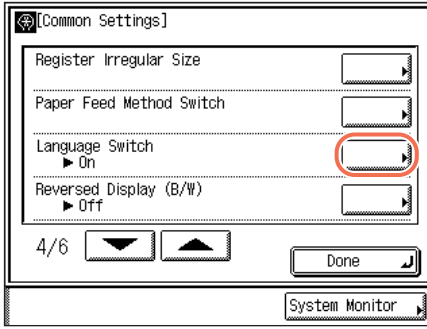 [Common Settings]
Register Irregular Size
Paper Feed Method Switch
Language Switch
▶ On
Reversed Display (B/W)
▶ Off
4/6
Done
System Monitor